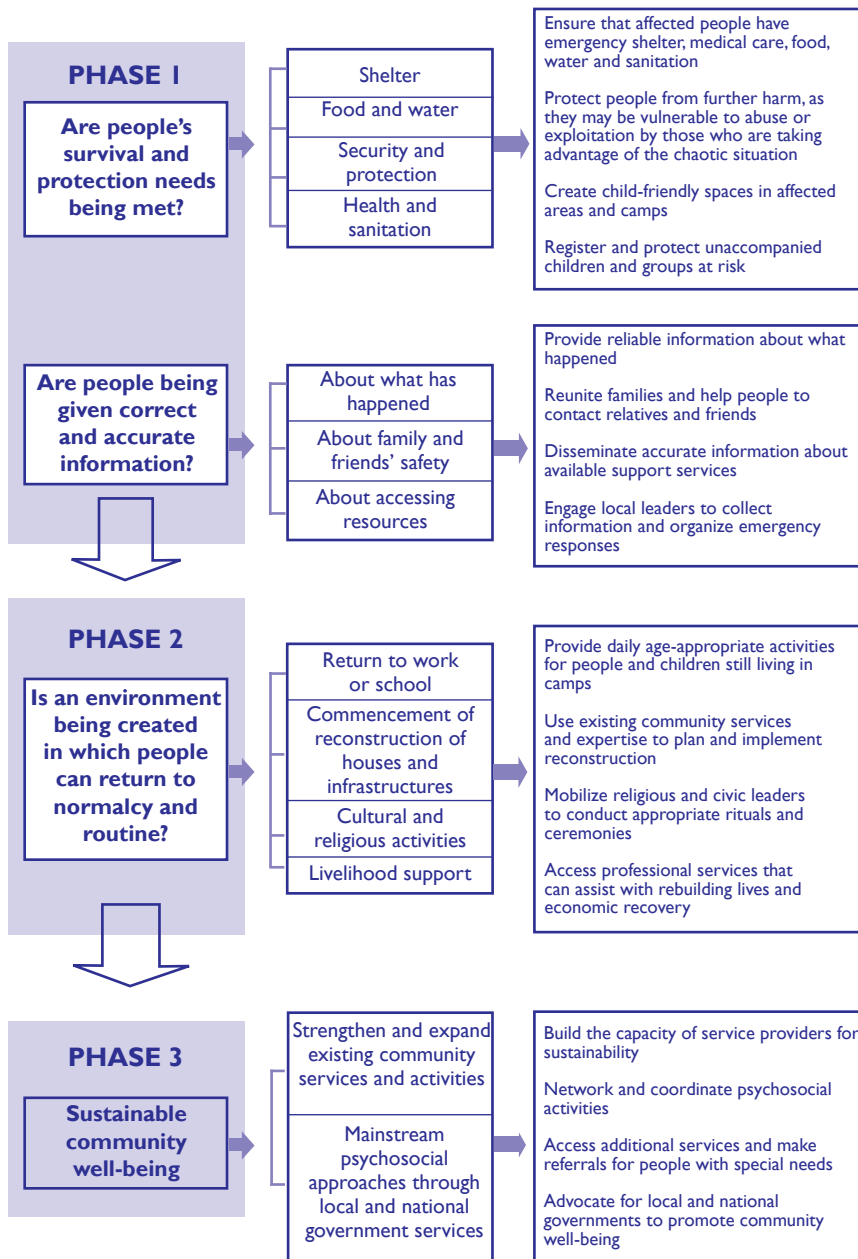 PHASE 1
Are people's
survival and
protection needs
being met?
Shelter
Food and water
Security and
protection
Health and
sanitation
Ensure that affected people have
emergency shelter, medical care, food,
water and sanitation
Protect people from further harm, as
they may be vulnerable to abuse or
exploitation by those who are taking
advantage of the chaotic situation
Create child-friendly spaces in affected
areas and camps
Register and protect unaccompanied
children and groups at risk
Are people being
given correct
and accurate
information?
About what has
happened
About family and
friends' safety
About accessing
resources
Provide reliable information about what
happened
Reunite families and help people to
contact relatives and friends
Disseminate accurate information about
available support services
Engage local leaders to collect
information and organize emergency
responses
PHASE 2
Is an environment
being created
in which people
can return to
normalcy and
routine?
Return to work
or school
Commencement of
reconstruction of
houses and
infrastructures
Cultural and
religious activities
Livelihood support
Provide daily age-appropriate activities
for people and children still living in
camps
Use existing community services
and expertise to plan and implement
reconstruction
Mobilize religious and civic leaders
to conduct appropriate rituals and
ceremonies
Access professional services that
can assist with rebuilding lives and
economic recovery
PHASE 3
Sustainable
community
well-being
Strengthen and expand
existing community
services and activities
Mainstream
psychosocial
approaches through
local and national
government services
Build the capacity of service providers for
sustainability
Network and coordinate psychosocial
activities
Access additional services and make
referrals for people with special needs
Advocate for local and national
governments to promote community
well-being